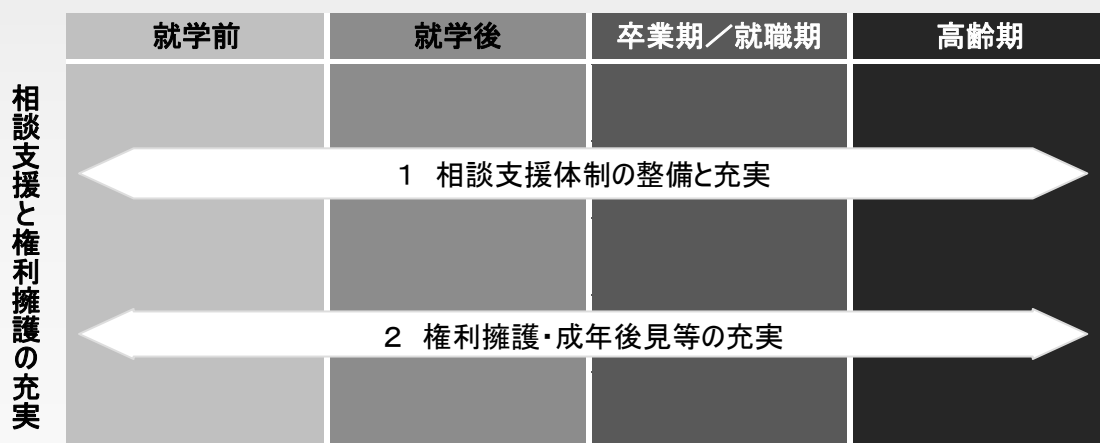 就学前
就学後
卒業期／就職期
高齢期
相談支援と権利擁護の充実
１　相談支援体制の整備と充実
２　権利擁護・成年後見等の充実